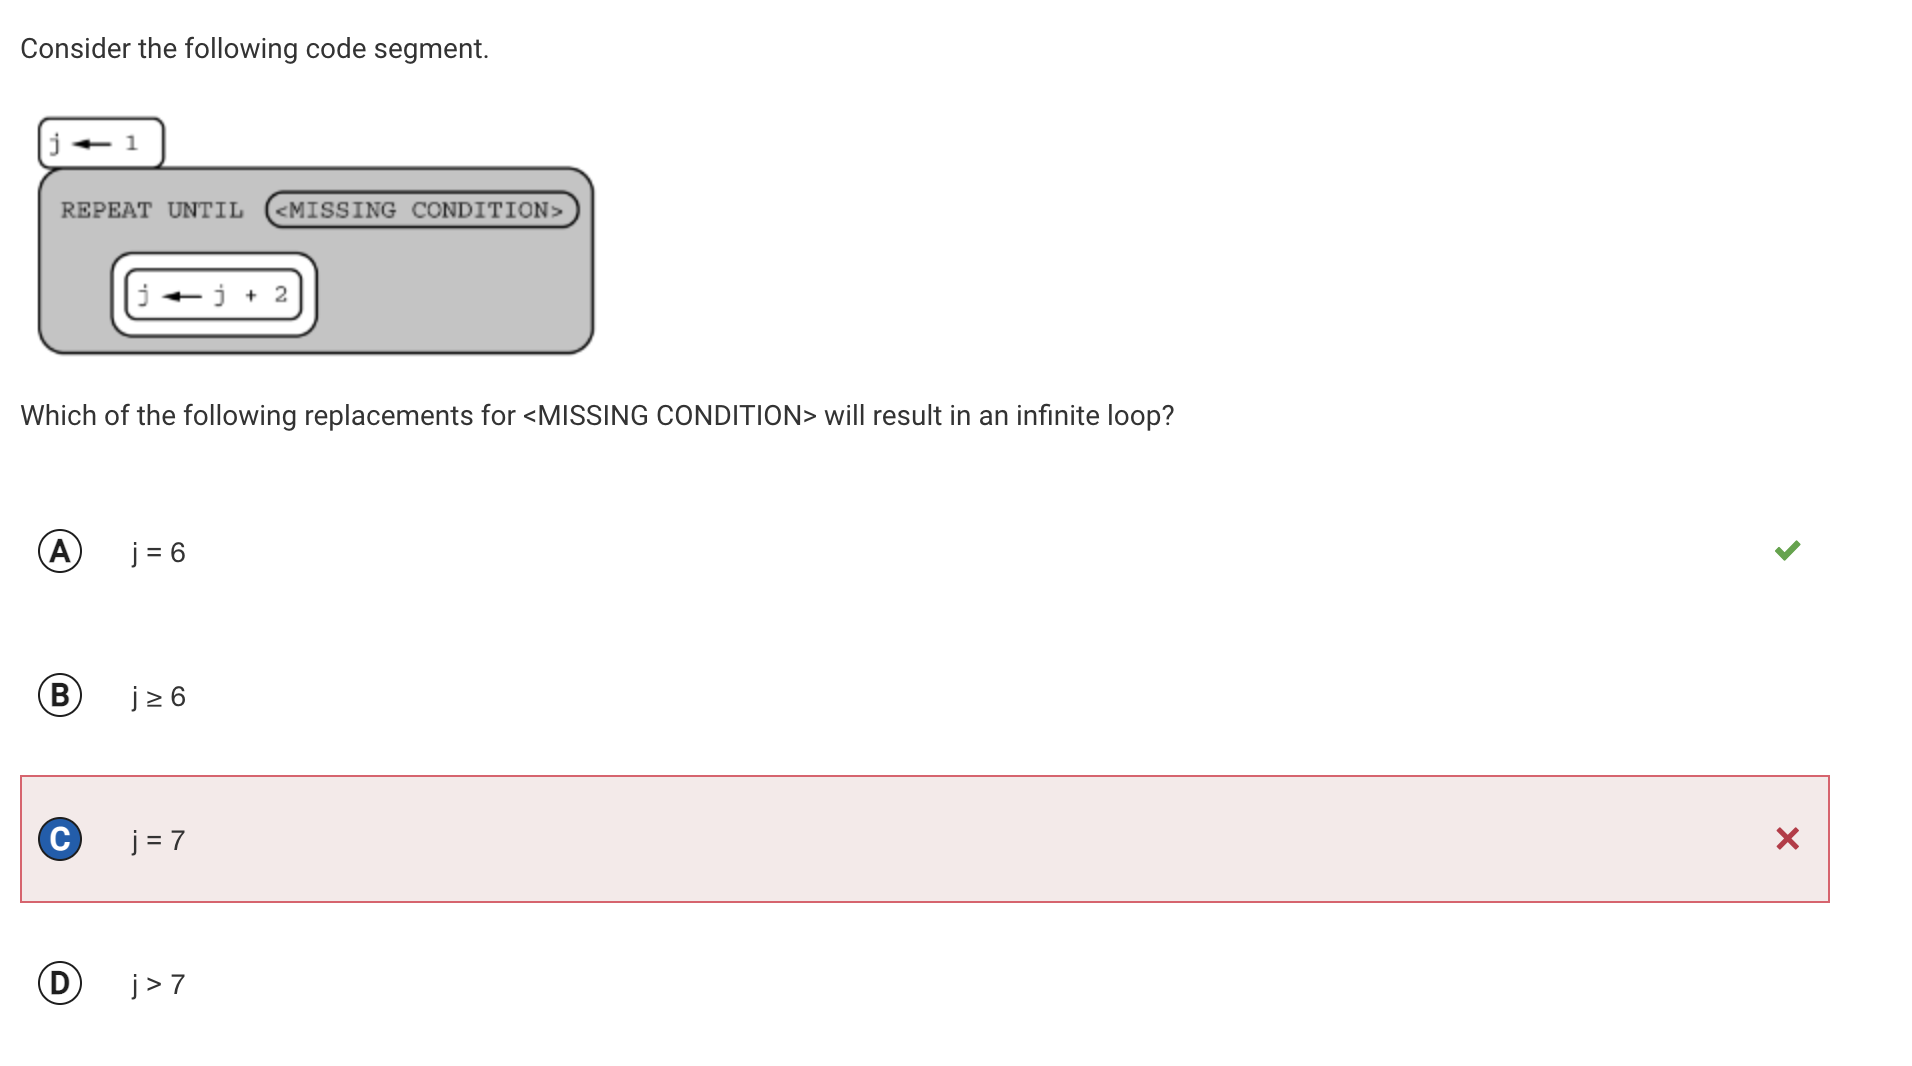 Consider the following code segment.
j ← 1
REPEAT UNTIL <MISSING CONDITION>
j ← j + 2
Which of the following replacements for <MISSING CONDITION> will result in an infinite loop?
A j = 6
B j ≥ 6
C j = 7
D j > 7